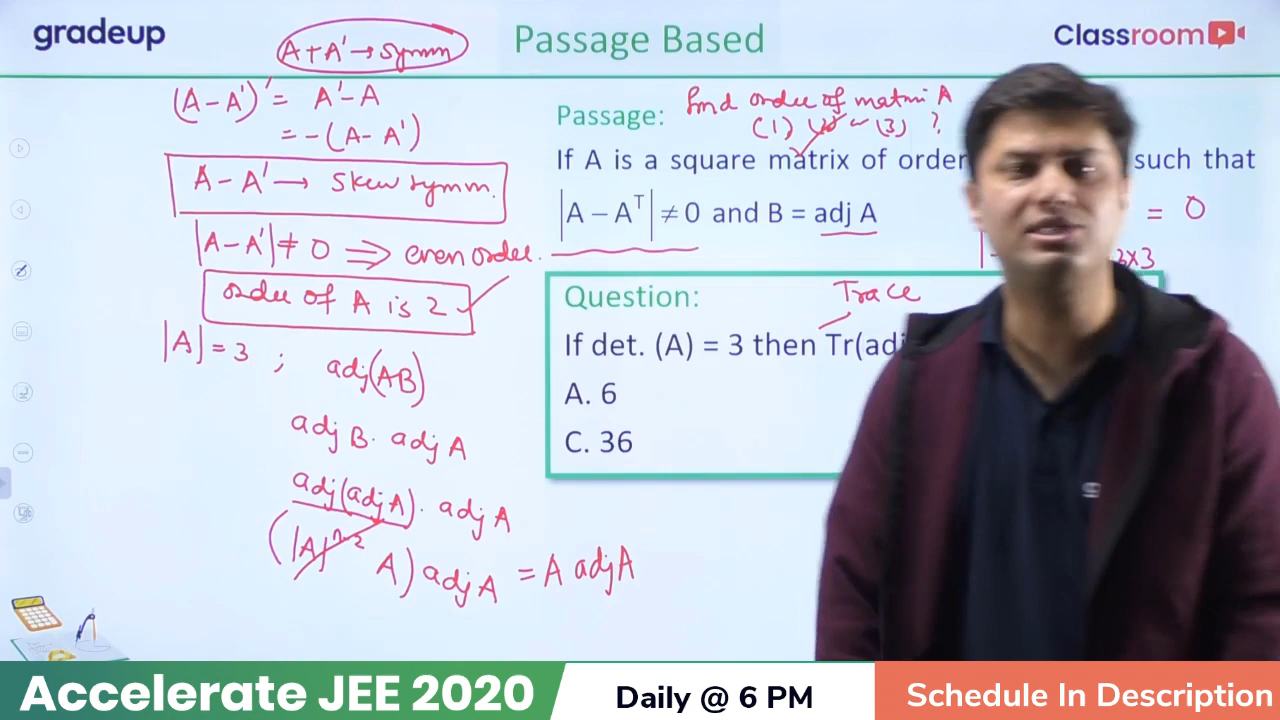 gradeup
A + A' → symm
Passage Based
Classroom
(A - A')' = A' - A
= - (A - A')
A - A' → skew symm.
|A - A'| ≠ 0 ⇒ even order.
order of A is 2
|A| = 3 ; adj(AB)
adj B. adj A
adj(adj A). adj A
(|A|ⁿ⁻² A) adj A = A adj A
Passage: find order of matrix A
(1) (2) (3) ?
If A is a square matrix of order such that
|A − Aᵀ| ≠ 0 and B = adj A
= 0
3x3
Question:
Trace
If det. (A) = 3 then Tr(adj
A. 6
C. 36
Accelerate JEE 2020
Daily @ 6 PM
Schedule In Description